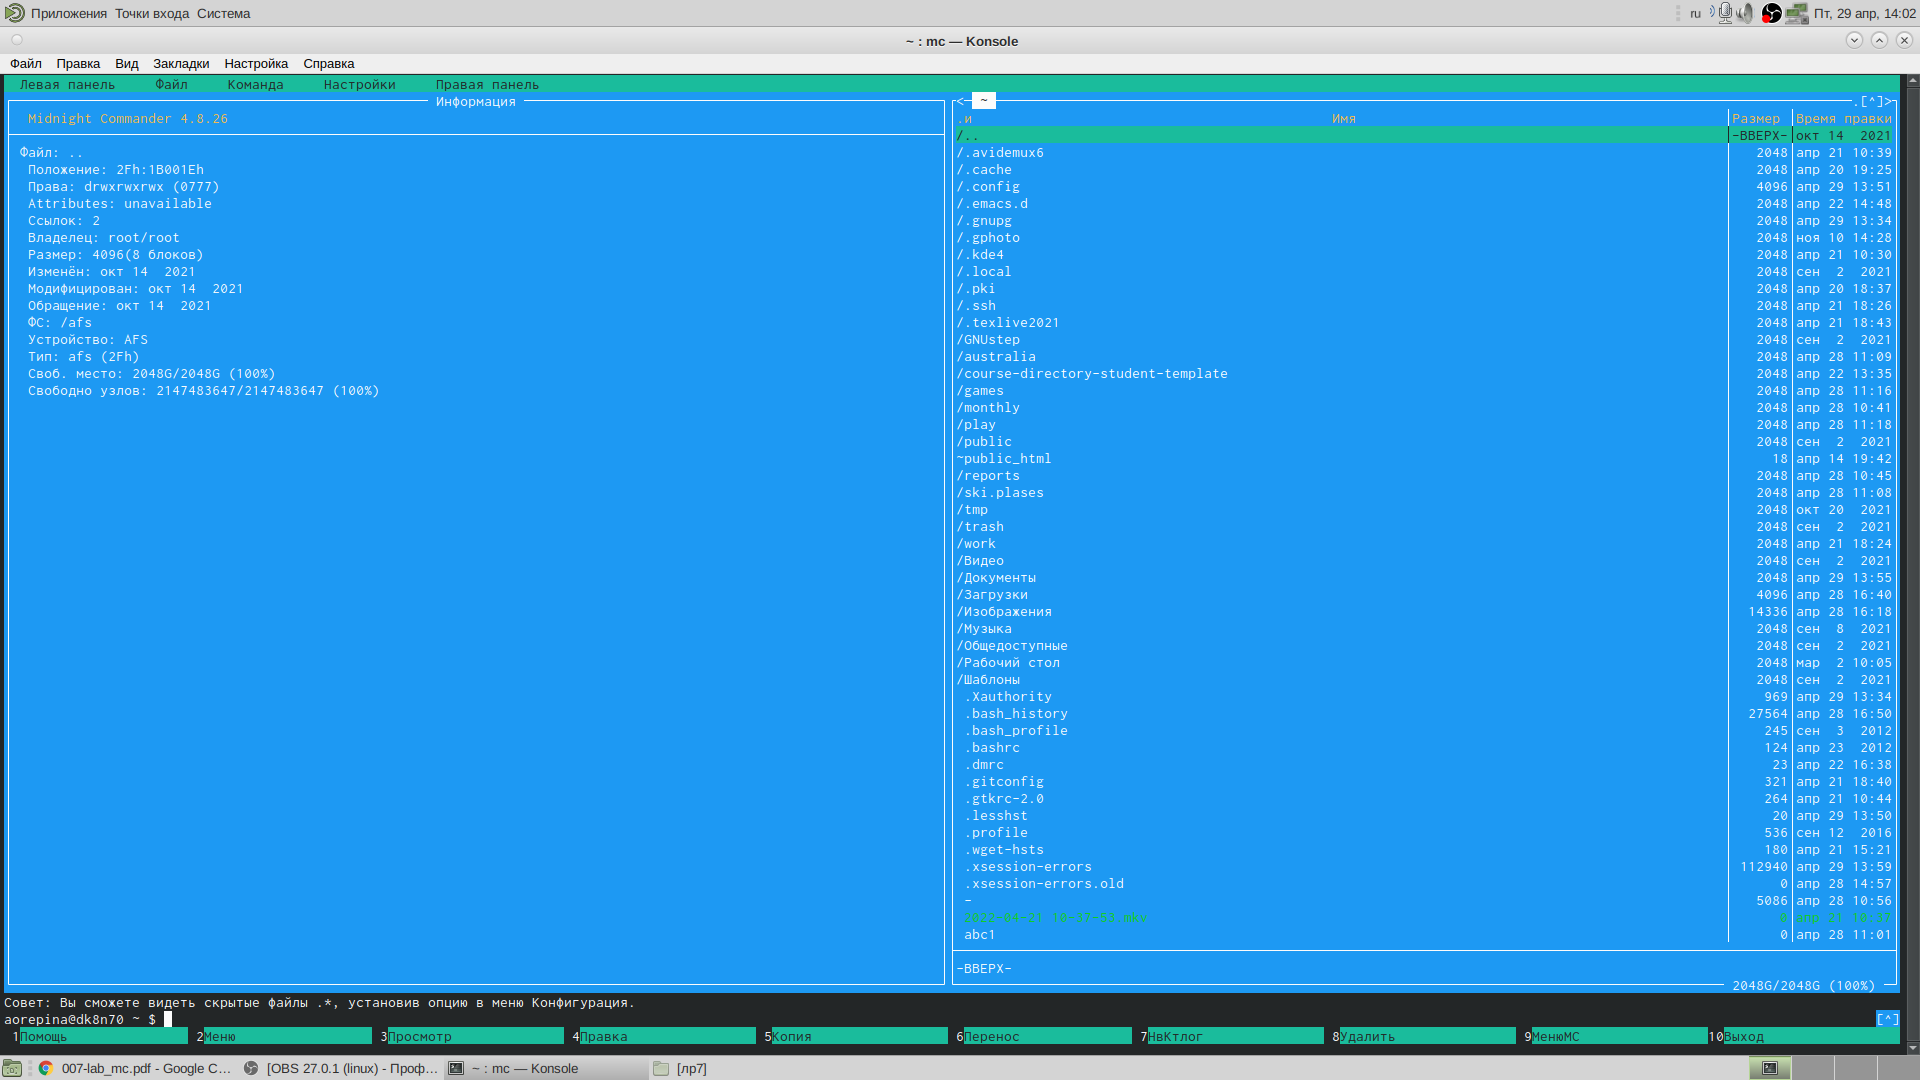 Приложения Точки входа Система
ru
Пт, 29 апр, 14:02
~ : mc — Konsole
Файл Правка Вид Закладки Настройка Справка
Левая панель Файл Команда Настройки Правая панель
Информация
Midnight Commander 4.8.26
Файл: ..
Положение: 2Fh:1B001Eh
Права: drwxrwxrwx (0777)
Attributes: unavailable
Ссылок: 2
Владелец: root/root
Размер: 4096(8 блоков)
Изменён: окт 14 2021
Модифицирован: окт 14 2021
Обращение: окт 14 2021
ФС: /afs
Устройство: AFS
Тип: afs (2Fh)
Своб. место: 2048G/2048G (100%)
Свободно узлов: 2147483647/2147483647 (100%)
<─ ~ .[^]>
.и Имя Размер Время правки
/.. -ВВЕРХ- окт 14 2021
/.avidemux6 2048 апр 21 10:39
/.cache 2048 апр 20 19:25
/.config 4096 апр 29 13:51
/.emacs.d 2048 апр 22 14:48
/.gnupg 2048 апр 29 13:34
/.gphoto 2048 ноя 10 14:28
/.kde4 2048 апр 21 10:30
/.local 2048 сен 2 2021
/.pki 2048 апр 20 18:37
/.ssh 2048 апр 21 18:26
/.texlive2021 2048 апр 21 18:43
/GNUstep 2048 сен 2 2021
/australia 2048 апр 28 11:09
/course-directory-student-template 2048 апр 22 13:35
/games 2048 апр 28 11:16
/monthly 2048 апр 28 10:41
/play 2048 апр 28 11:18
/public 2048 сен 2 2021
~public_html 18 апр 14 19:42
/reports 2048 апр 28 10:45
/ski.plases 2048 апр 28 11:08
/tmp 2048 окт 20 2021
/trash 2048 сен 2 2021
/work 2048 апр 21 18:24
/Видео 2048 сен 2 2021
/Документы 2048 апр 29 13:55
/Загрузки 4096 апр 28 16:40
/Изображения 14336 апр 28 16:18
/Музыка 2048 сен 8 2021
/Общедоступные 2048 сен 2 2021
/Рабочий стол 2048 мар 2 10:05
/Шаблоны 2048 сен 2 2021
.Xauthority 969 апр 29 13:34
.bash_history 27564 апр 28 16:50
.bash_profile 245 сен 3 2012
.bashrc 124 апр 23 2012
.dmrc 23 апр 22 16:38
.gitconfig 321 апр 21 18:40
.gtkrc-2.0 264 апр 21 10:44
.lesshst 20 апр 29 13:50
.profile 536 сен 12 2016
.wget-hsts 180 апр 21 15:21
.xsession-errors 112940 апр 29 13:59
.xsession-errors.old 0 апр 28 14:57
- 5086 апр 28 10:56
abc1 0 апр 28 11:01
-ВВЕРХ-
2048G/2048G (100%)
Совет: Вы сможете видеть скрытые файлы .*, установив опцию в меню Конфигурация.
aorepina@dk8n70 ~ $ [^]
1Помощь 2Меню 3Просмотр 4Правка 5Копия 6Перенос 7НвКтлог 8Удалить 9МенюМС 10Выход
007-lab_mc.pdf - Google C... [OBS 27.0.1 (linux) - Проф... ~ : mc — Konsole [лр7]